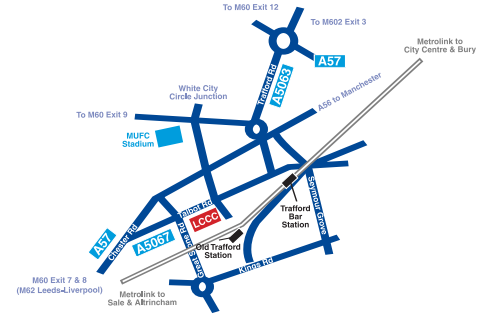 To M60 Exit 12
To M602 Exit 3
Metrolink to
City Centre & Bury
A57
Trafford Rd
A5063
White City
Circle Junction
A56 to Manchester
To M60 Exit 9
MUFC
Stadium
Talbot Rd
LCCC
Seymour Grove
Trafford
Bar
Station
A57
Chester Rd
A5067
Great Stone Rd
Old Trafford
Station
Kings Rd
M60 Exit 7 & 8
(M62 Leeds-Liverpool)
Metrolink to
Sale & Altrincham